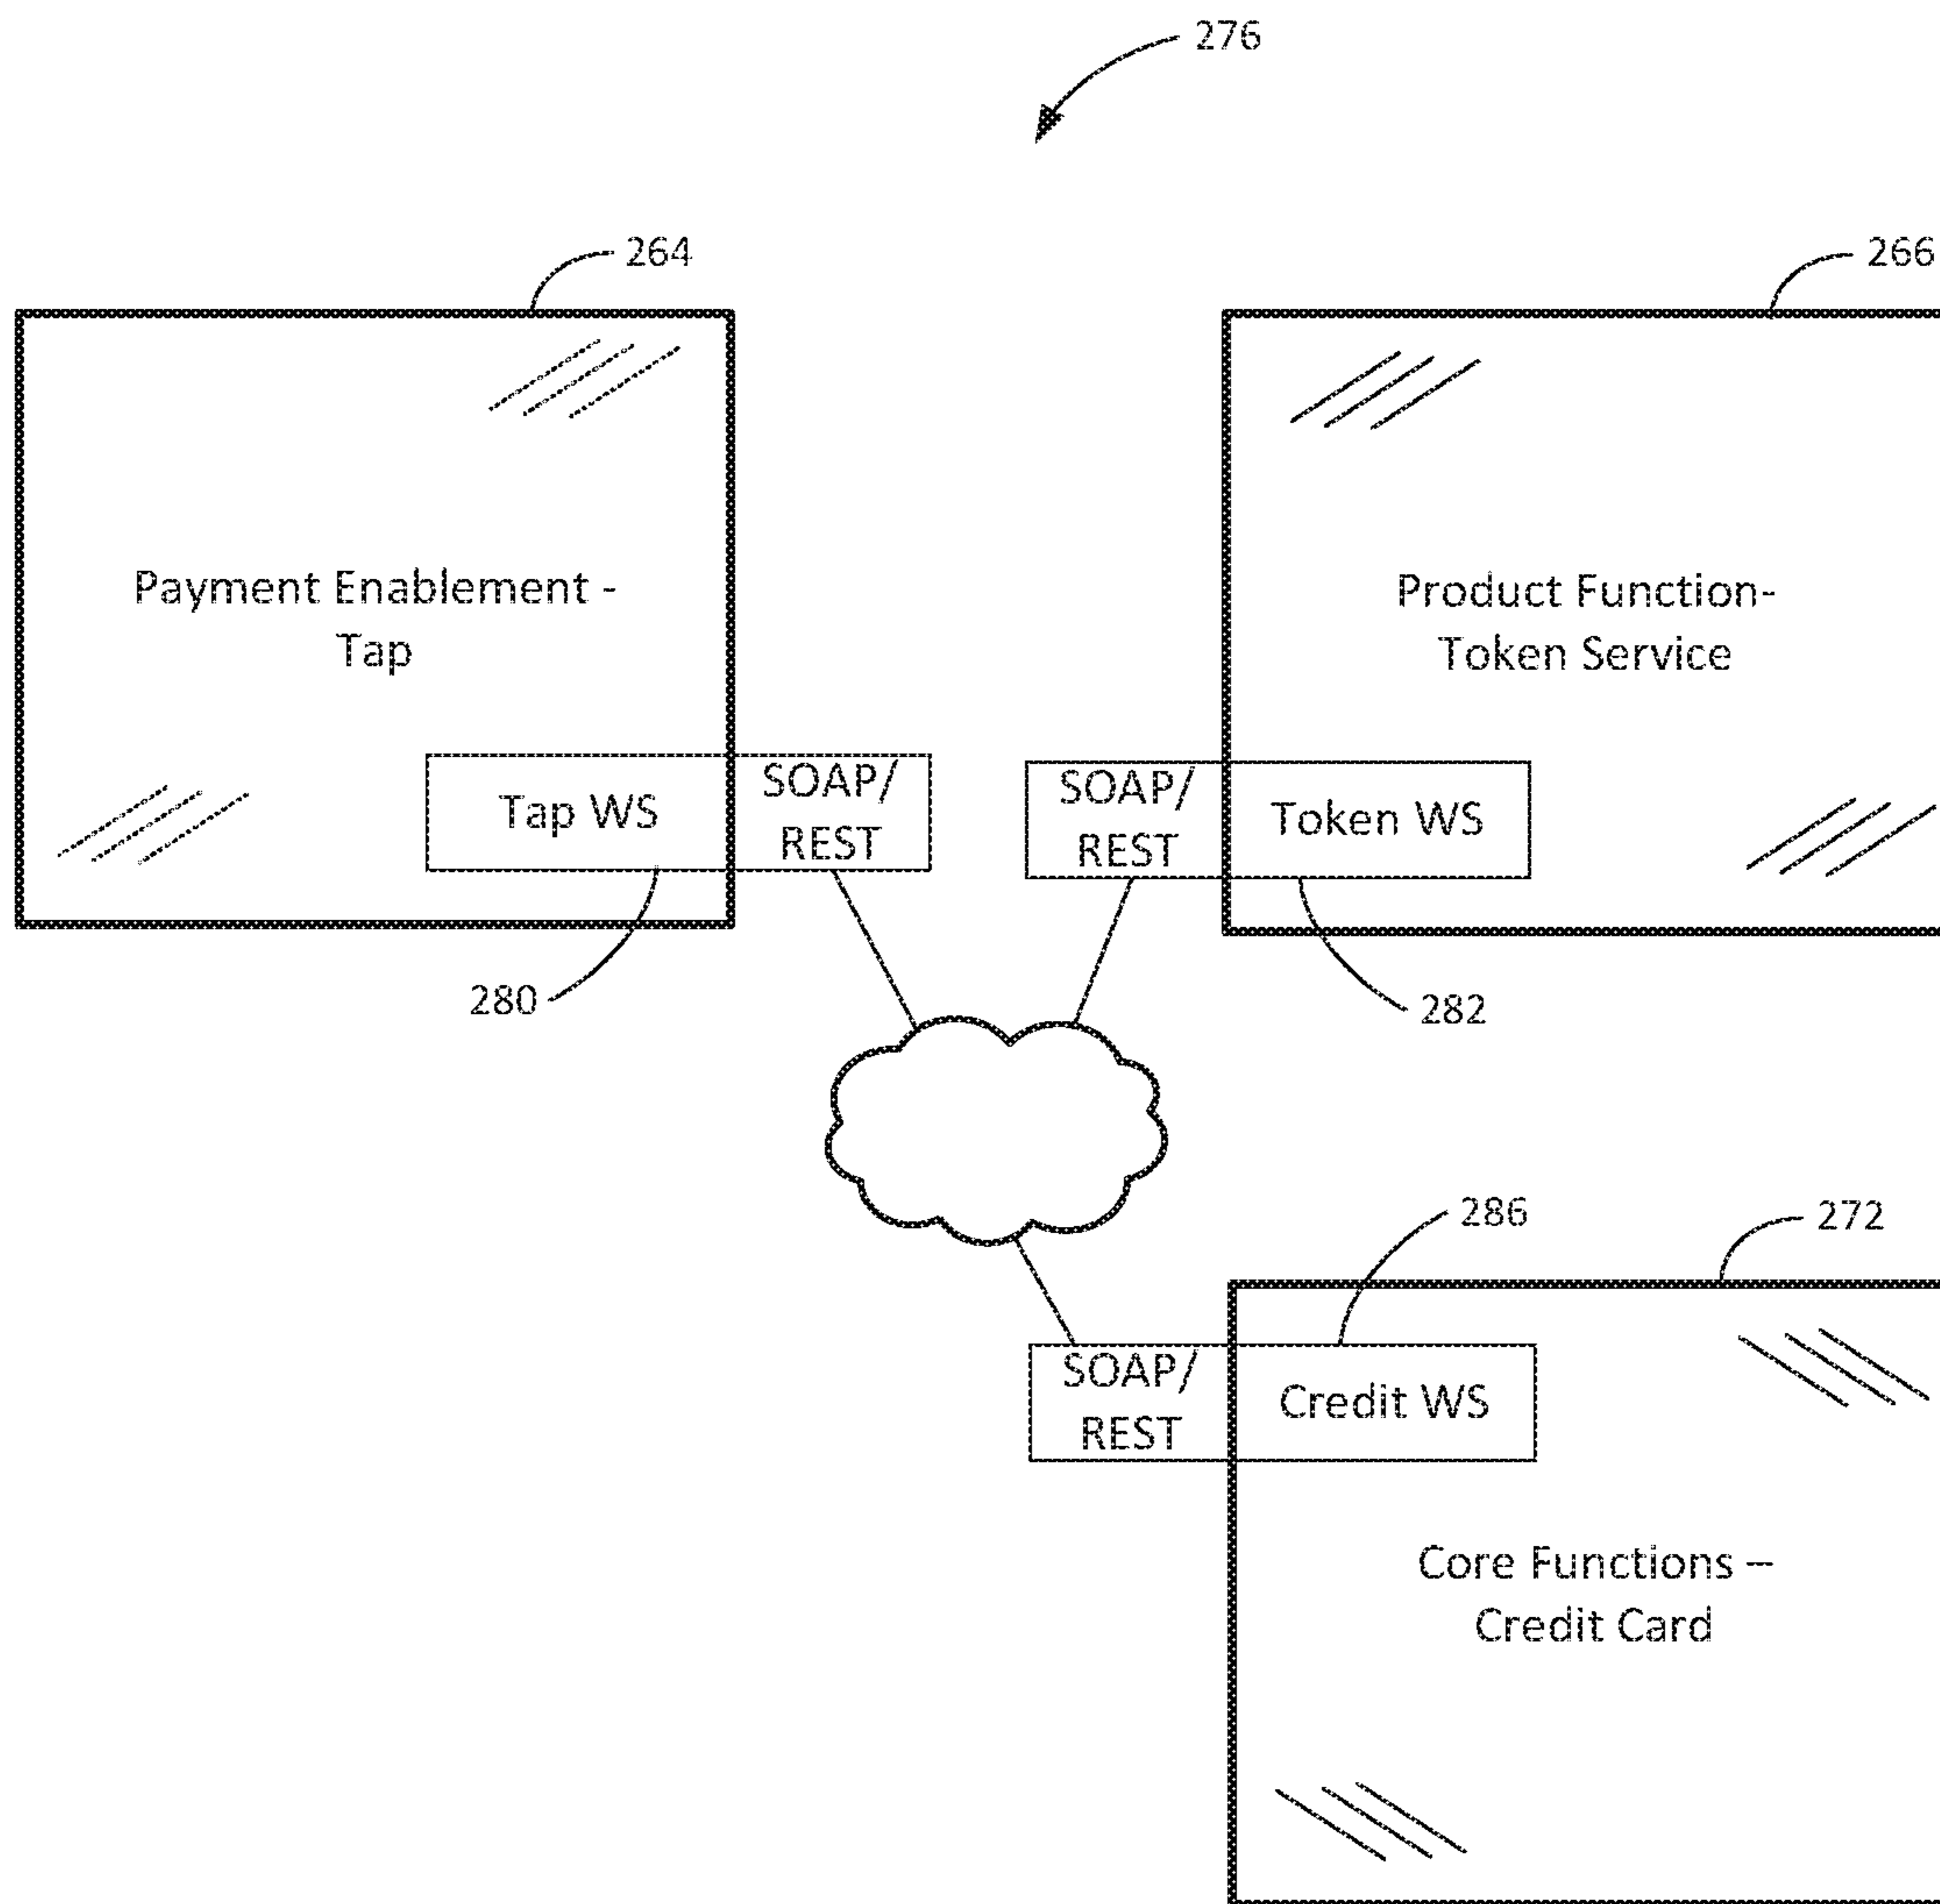 276
264
266
Payment Enablement -
Tap
Product Function-
Token Service
Tap WS
SOAP/
REST
SOAP/
REST
Token WS
280
282
286
272
SOAP/
REST
Credit WS
Core Functions –
Credit Card